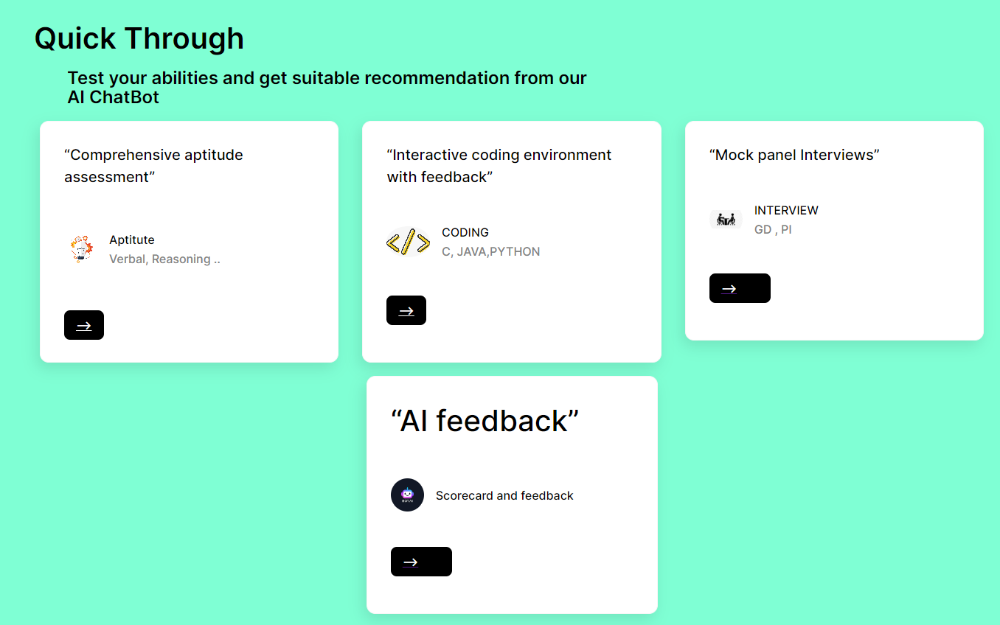 Quick Through
Test your abilities and get suitable recommendation from our
AI ChatBot
“Comprehensive aptitude
assessment”
Aptitute
Verbal, Reasoning ..
→
“Interactive coding environment
with feedback”
</>
CODING
C, JAVA,PYTHON
→
“Mock panel Interviews”
INTERVIEW
GD , PI
→
“AI feedback”
BOT/AI
Scorecard and feedback
→